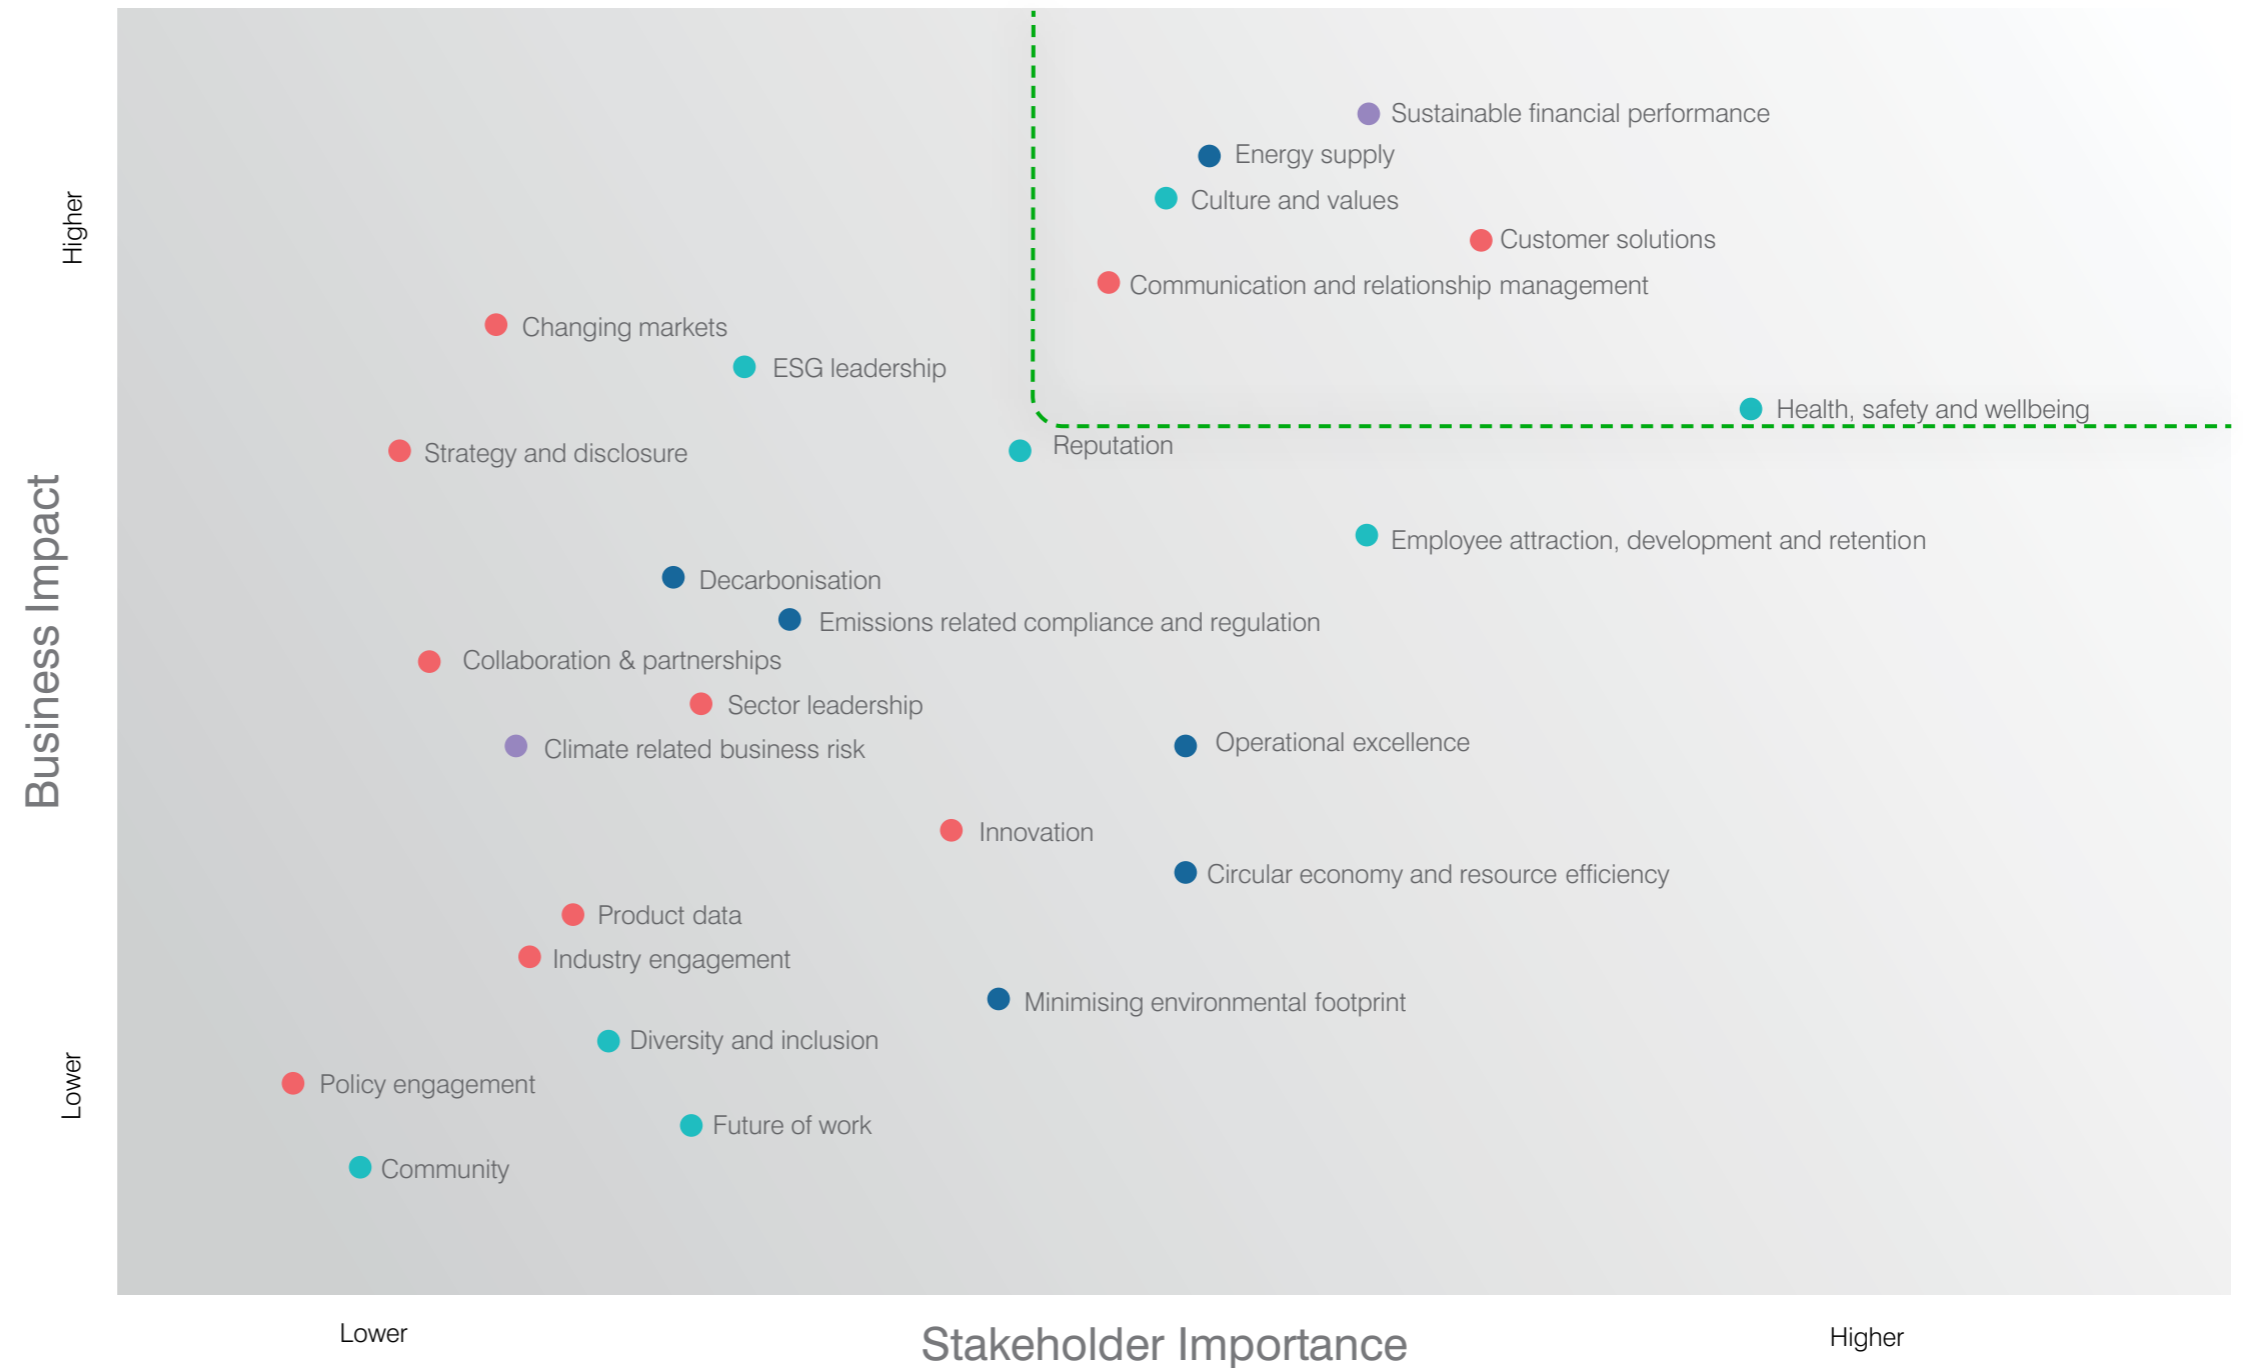 Sustainable financial performance
Energy supply
Culture and values
Higher
Customer solutions
Communication and relationship management
Changing markets
ESG leadership
Health, safety and wellbeing
Reputation
Strategy and disclosure
Employee attraction, development and retention
Decarbonisation
Emissions related compliance and regulation
Business Impact
Collaboration & partnerships
Sector leadership
Operational excellence
Climate related business risk
Innovation
Circular economy and resource efficiency
Product data
Industry engagement
Minimising environmental footprint
Diversity and inclusion
Lower
Policy engagement
Future of work
Community
Lower
Stakeholder Importance
Higher